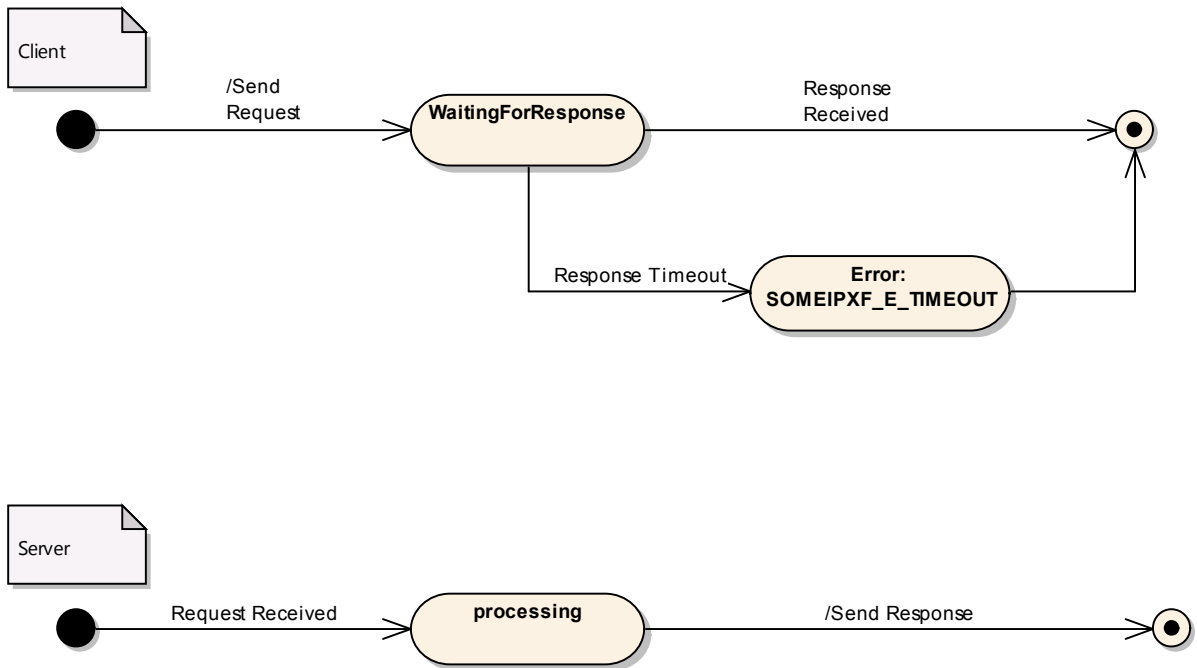 Client
/Send
Request
WaitingForResponse
Response
Received
Response Timeout
Error:
SOMEIPXF_E_TIMEOUT
Server
Request Received
processing
/Send Response